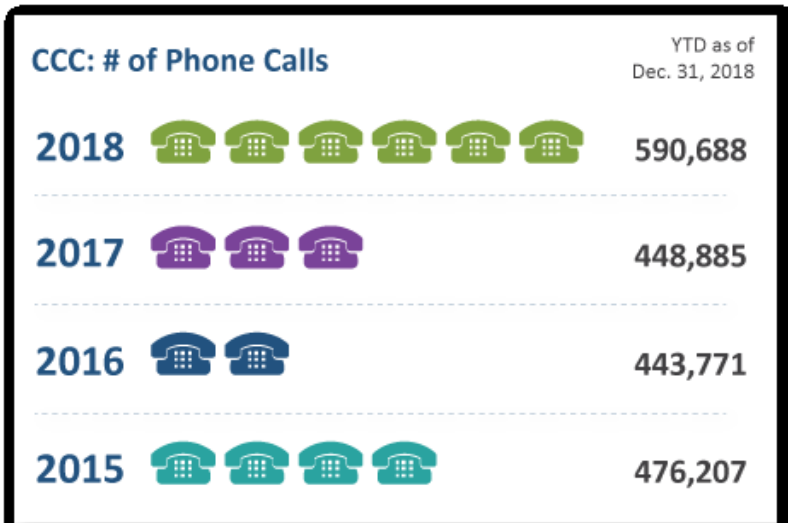 CCC: # of Phone Calls
YTD as of
Dec. 31, 2018
2018 590,688
2017 448,885
2016 443,771
2015 476,207